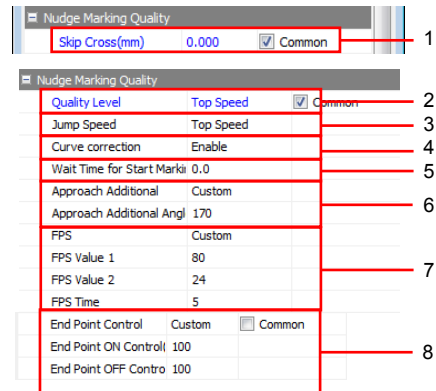 Nudge Marking Quality
Skip Cross(mm) 0.000 Common 1
Nudge Marking Quality
Quality Level Top Speed Common 2
Jump Speed Top Speed 3
Curve correction Enable 4
Wait Time for Start Markin 0.0 5
Approach Additional Custom
Approach Additional Angl 170 6
FPS Custom
FPS Value 1 80
FPS Value 2 24 7
FPS Time 5
End Point Control Custom Common
End Point ON Control( 100 8
End Point OFF Contro 100